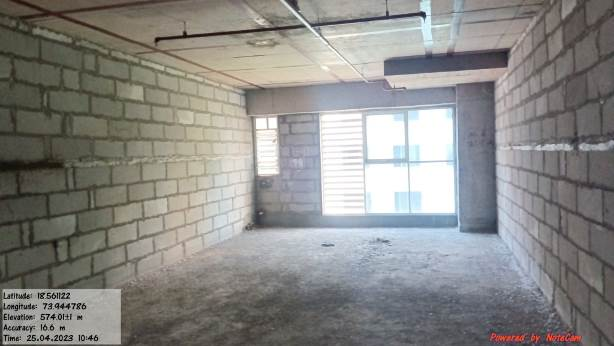 Latitude: 18.561122
Longitude: 73.944786
Elevation: 574.01±1 m
Accuracy: 16.6 m
Time: 25.04.2023 10:46
Powered by NoteCam